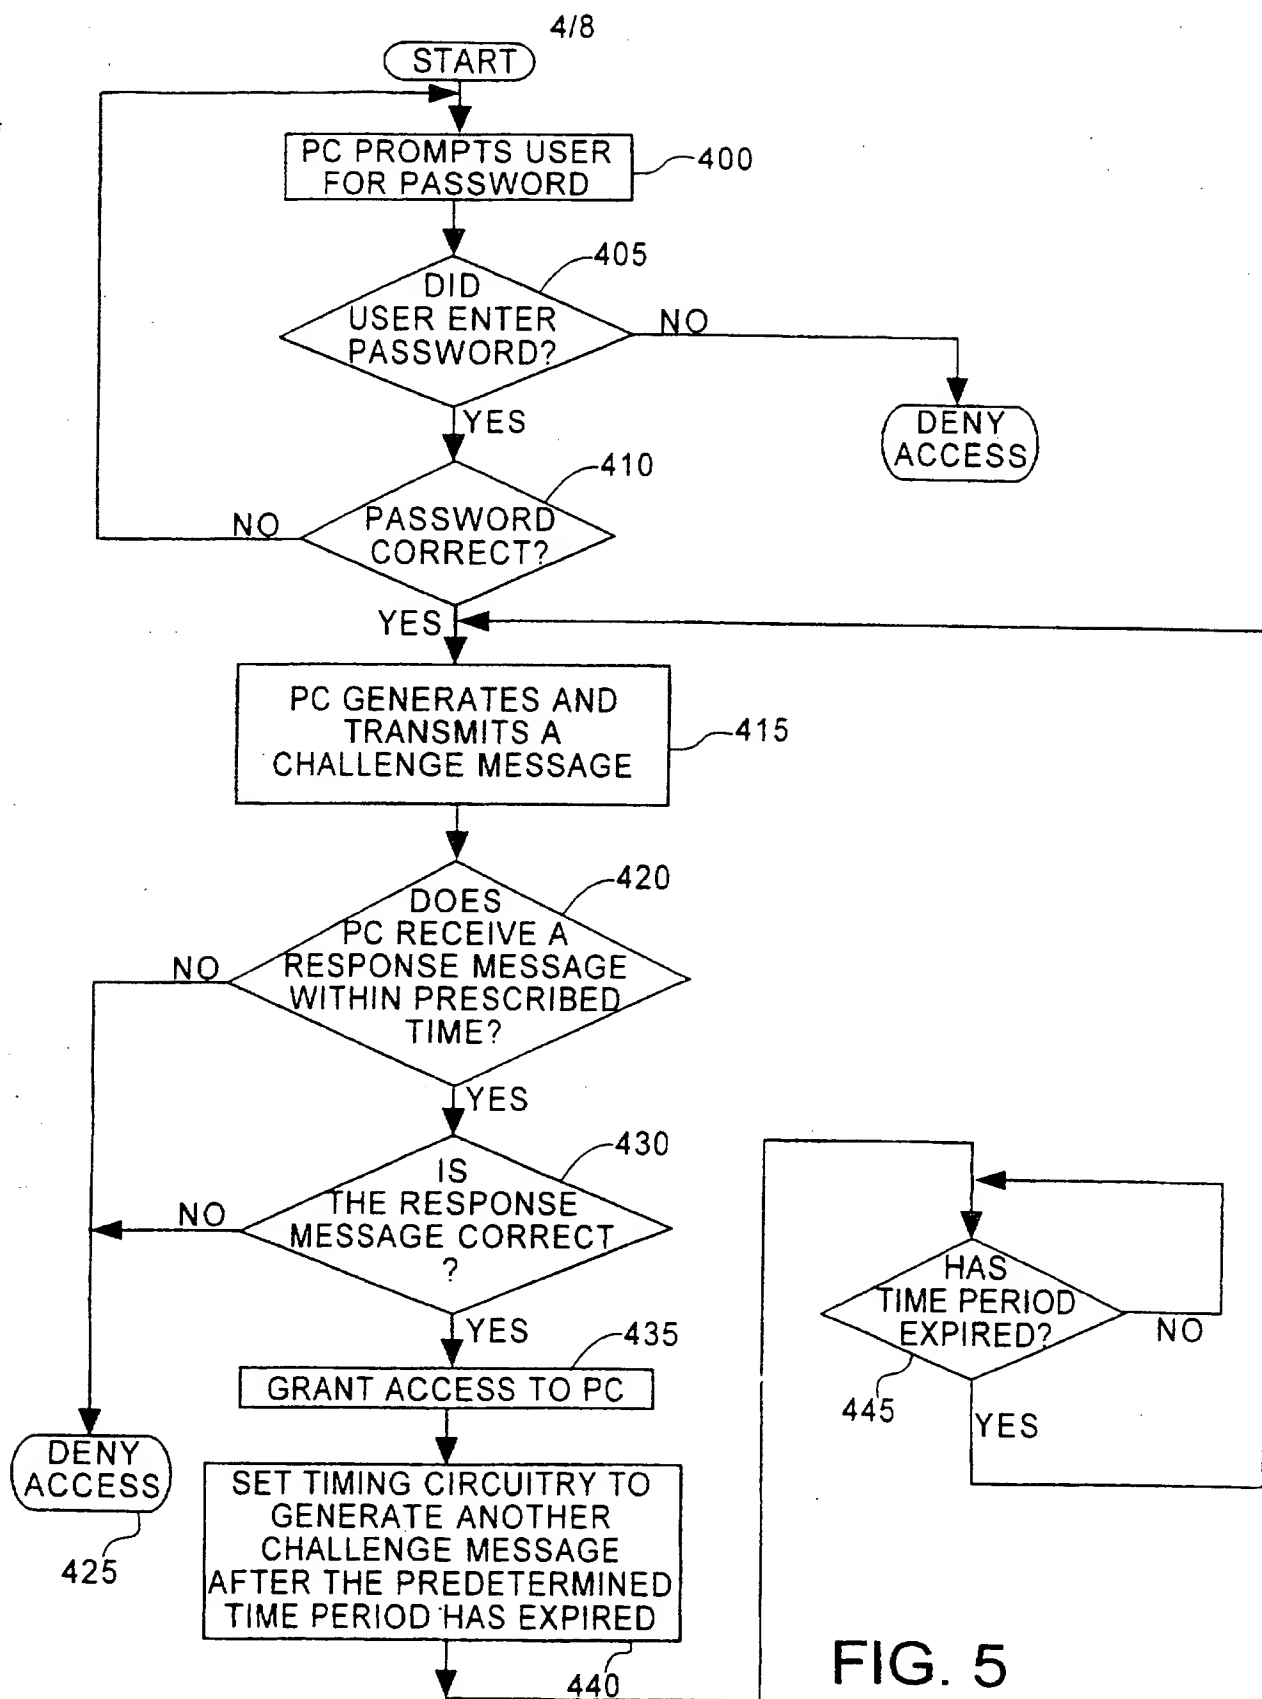 4/8
START
PC PROMPTS USER
FOR PASSWORD
400
405
DID
USER ENTER
PASSWORD?
NO
YES
DENY
ACCESS
410
PASSWORD
CORRECT?
NO
YES
PC GENERATES AND
TRANSMITS A
CHALLENGE MESSAGE
415
420
DOES
PC RECEIVE A
RESPONSE MESSAGE
WITHIN PRESCRIBED
TIME?
NO
YES
430
IS
THE RESPONSE
MESSAGE CORRECT
?
NO
YES
435
GRANT ACCESS TO PC
DENY
ACCESS
425
SET TIMING CIRCUITRY TO
GENERATE ANOTHER
CHALLENGE MESSAGE
AFTER THE PREDETERMINED
TIME PERIOD HAS EXPIRED
440
HAS
TIME PERIOD
EXPIRED?
NO
445
YES
FIG. 5